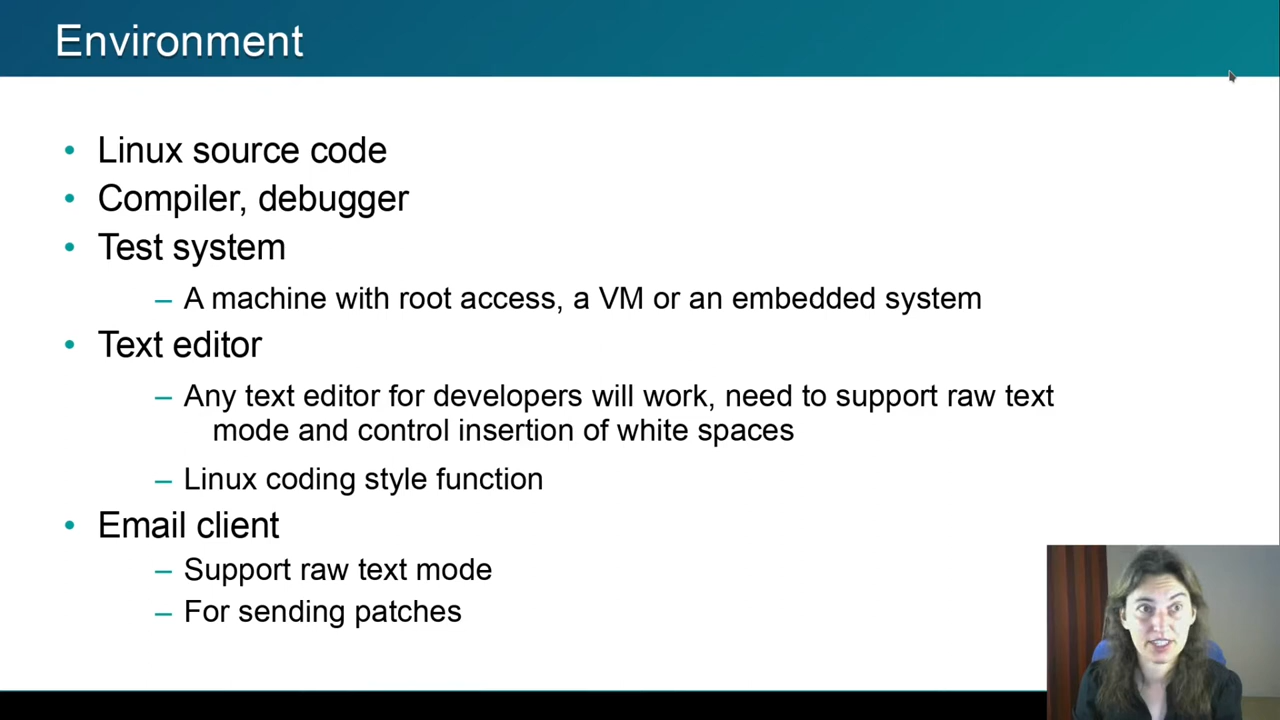 Environment
• Linux source code
• Compiler, debugger
• Test system
– A machine with root access, a VM or an embedded system
• Text editor
– Any text editor for developers will work, need to support raw text
mode and control insertion of white spaces
– Linux coding style function
• Email client
– Support raw text mode
– For sending patches